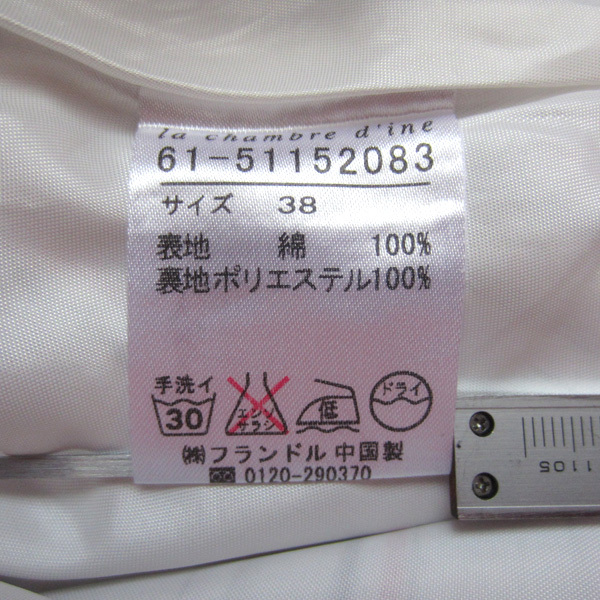 la chambre d'ine
61-51152083
サイズ 38
表地 綿 100%
裏地ポリエステル100%
手洗イ
30
エンソ
サラシ
低
ドライ
㈱フランドル 中国製
0120-290370
1105